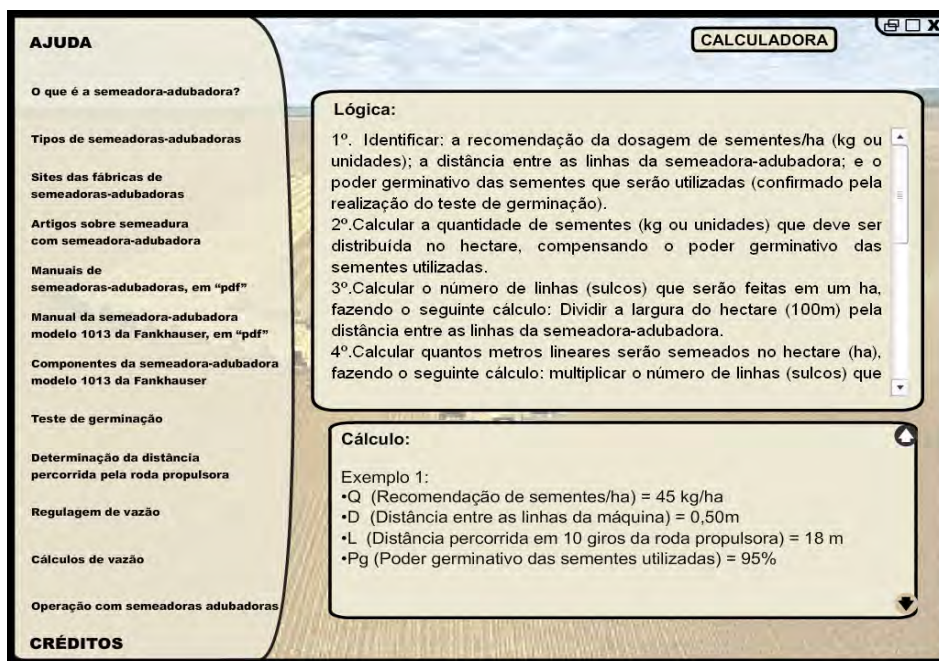 AJUDA
O que é a semeadora-adubadora?
Tipos de semeadoras-adubadoras
Sites das fábricas de
semeadoras-adubadoras
Artigos sobre semeadura
com semeadora-adubadora
Manuais de
semeadoras-adubadoras, em “pdf”
Manual da semeadora-adubadora
modelo 1013 da Fankhauser, em “pdf”
Componentes da semeadora-adubadora
modelo 1013 da Fankhauser
Teste de germinação
Determinação da distância
percorrida pela roda propulsora
Regulagem de vazão
Cálculos de vazão
Operação com semeadoras adubadoras
CRÉDITOS
CALCULADORA
Lógica:
1º. Identificar: a recomendação da dosagem de sementes/ha (kg ou
unidades); a distância entre as linhas da semeadora-adubadora; e o
poder germinativo das sementes que serão utilizadas (confirmado pela
realização do teste de germinação).
2º.Calcular a quantidade de sementes (kg ou unidades) que deve ser
distribuída no hectare, compensando o poder germinativo das
sementes utilizadas.
3º.Calcular o número de linhas (sulcos) que serão feitas em um ha,
fazendo o seguinte cálculo: Dividir a largura do hectare (100m) pela
distância entre as linhas da semeadora-adubadora.
4º.Calcular quantos metros lineares serão semeados no hectare (ha),
fazendo o seguinte cálculo: multiplicar o número de linhas (sulcos) que
Cálculo:
Exemplo 1:
•Q (Recomendação de sementes/ha) = 45 kg/ha
•D (Distância entre as linhas da máquina) = 0,50m
•L (Distância percorrida em 10 giros da roda propulsora) = 18 m
•Pg (Poder germinativo das sementes utilizadas) = 95%